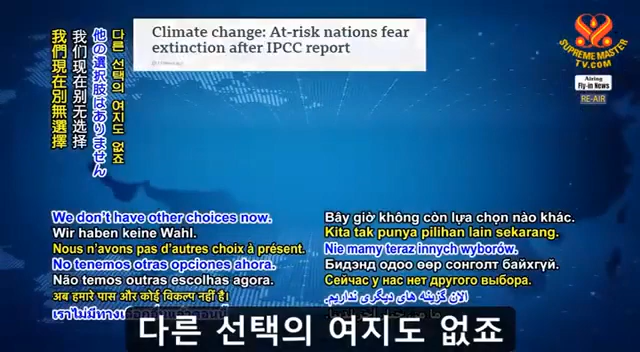 Climate change: At-risk nations fear
extinction after IPCC report
SUPREME MASTER
TV.COM
Airing
Fly-in News
RE-AIR
我們現在別無選擇
我们现在别无选择
他の選択肢はありません
다른 선택의 여지도 없죠
We don't have other choices now.
Wir haben keine Wahl.
Nous n'avons pas d'autres choix à présent.
No tenemos otras opciones ahora.
Não temos outras escolhas agora.
अब हमारे पास और कोई विकल्प नहीं है।
Bây giờ không còn lựa chọn nào khác.
Kita tak punya pilihan lain sekarang.
Nie mamy teraz innych wyborów.
Бидэнд одоо өөр сонголт байхгүй.
Сейчас у нас нет другого выбора.
الان گزینه های دیگری نداریم.
다른 선택의 여지도 없죠